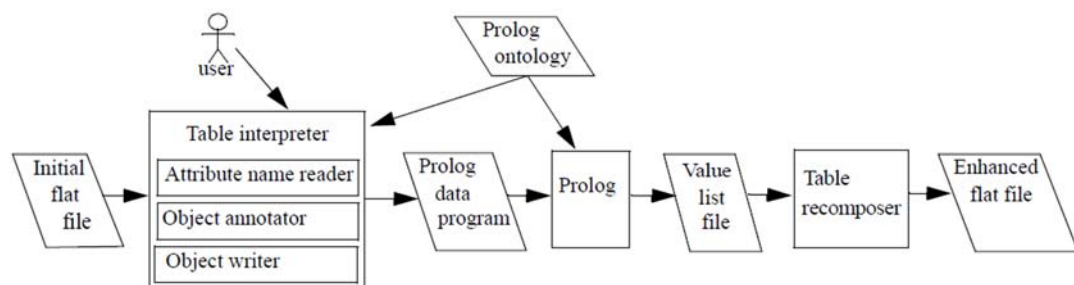 user
Prolog
ontology
Initial
flat
file
Table interpreter
Attribute name reader
Object annotator
Object writer
Prolog
data
program
Prolog
Value
list
file
Table
recomposer
Enhanced
flat file